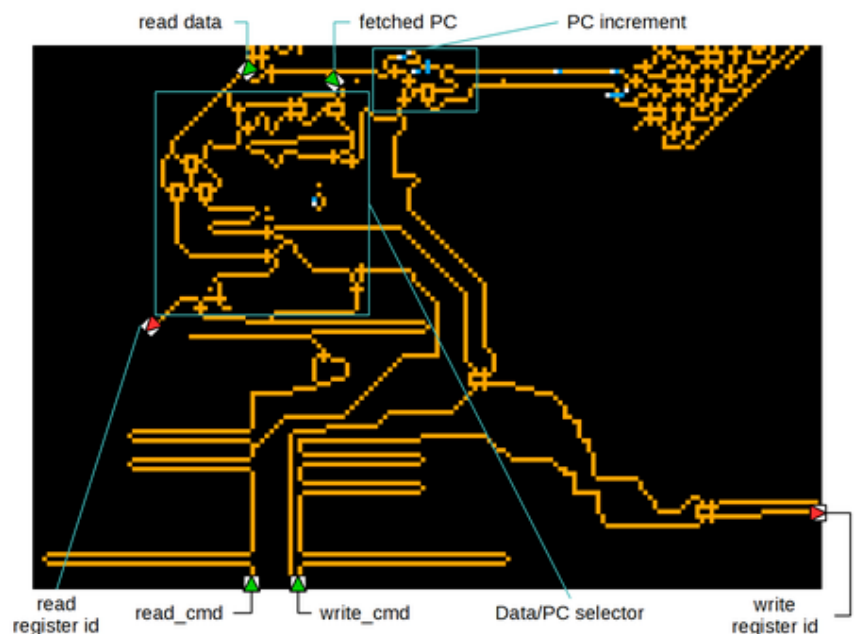 read data
fetched PC
PC increment
read
register id
read_cmd
write_cmd
Data/PC selector
write
register id